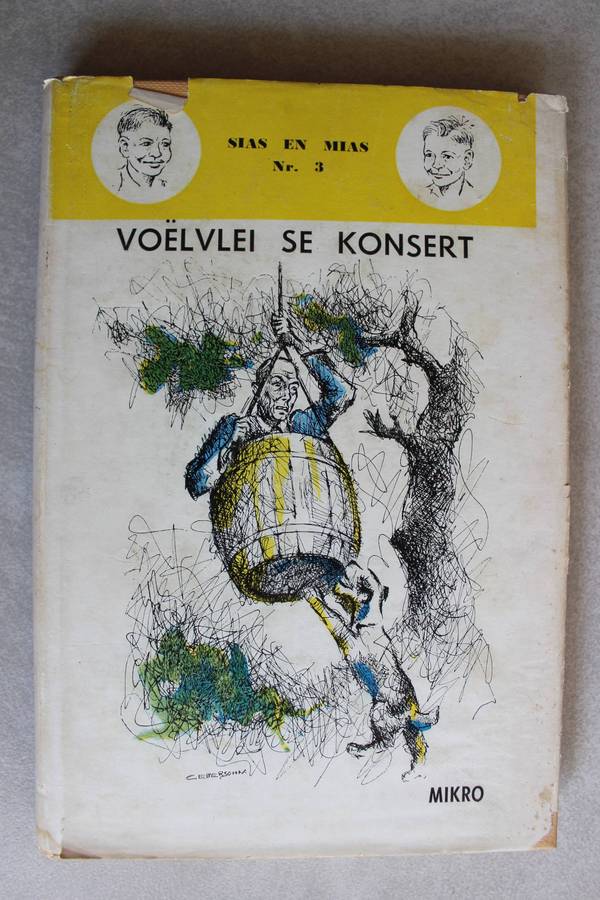 SIAS EN MIAS
Nr. 3
VOËLVLEI SE KONSERT
MIKRO